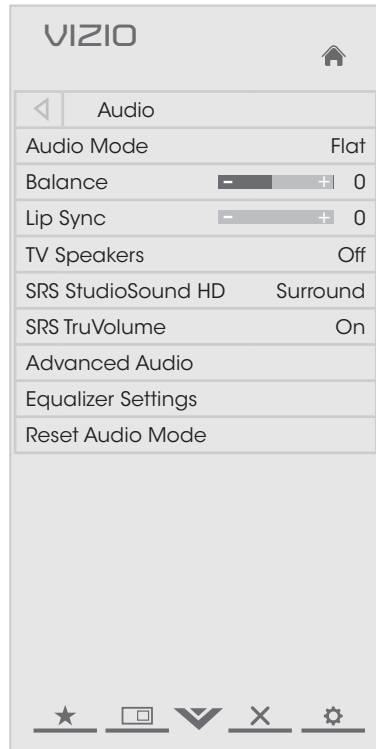 VIZIO
Audio
Audio Mode Flat
Balance - + 0
Lip Sync - + 0
TV Speakers Off
SRS StudioSound HD Surround
SRS TruVolume On
Advanced Audio
Equalizer Settings
Reset Audio Mode